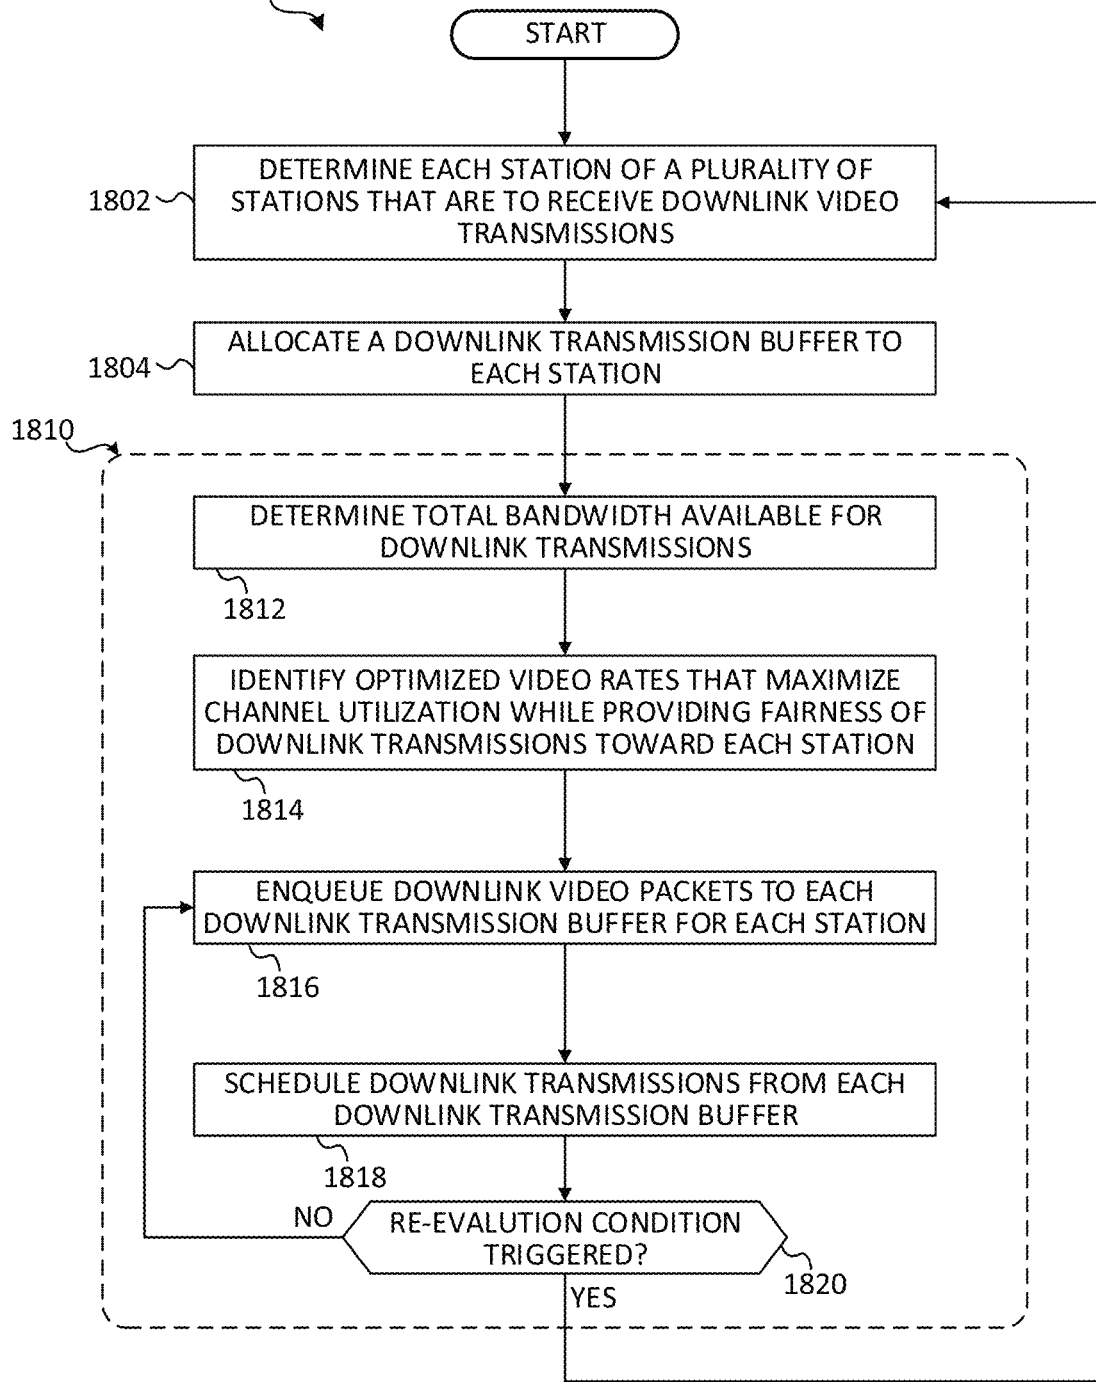 START
DETERMINE EACH STATION OF A PLURALITY OF
STATIONS THAT ARE TO RECEIVE DOWNLINK VIDEO
TRANSMISSIONS
1802
ALLOCATE A DOWNLINK TRANSMISSION BUFFER TO
EACH STATION
1804
1810
DETERMINE TOTAL BANDWIDTH AVAILABLE FOR
DOWNLINK TRANSMISSIONS
1812
IDENTIFY OPTIMIZED VIDEO RATES THAT MAXIMIZE
CHANNEL UTILIZATION WHILE PROVIDING FAIRNESS OF
DOWNLINK TRANSMISSIONS TOWARD EACH STATION
1814
ENQUEUE DOWNLINK VIDEO PACKETS TO EACH
DOWNLINK TRANSMISSION BUFFER FOR EACH STATION
1816
SCHEDULE DOWNLINK TRANSMISSIONS FROM EACH
DOWNLINK TRANSMISSION BUFFER
1818
NO
RE-EVALUTION CONDITION
TRIGGERED?
1820
YES